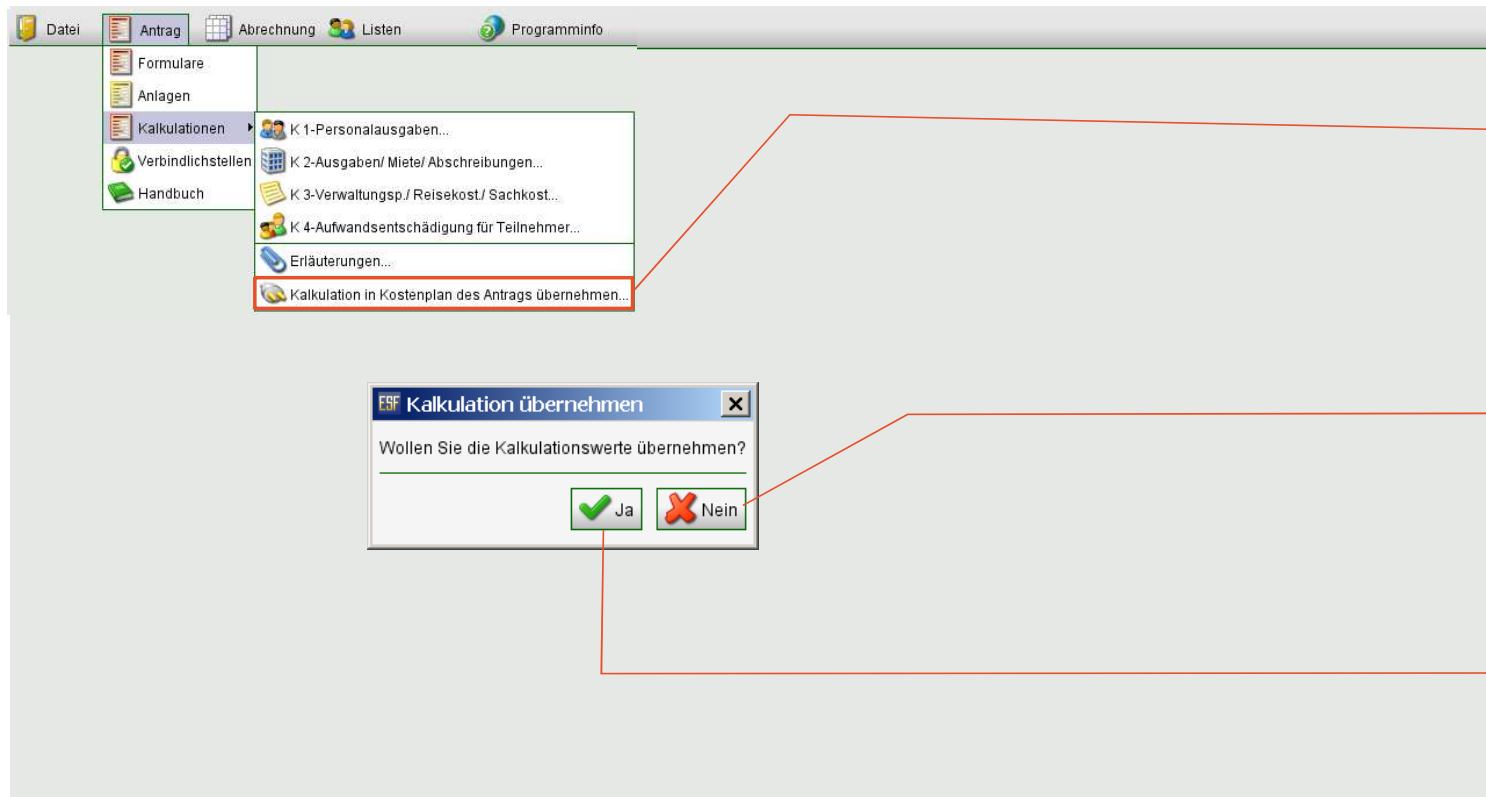 Datei Antrag Abrechnung Listen Programminfo
Formulare
Anlagen
Kalkulationen
Verbindlichstellen
Handbuch
K 1-Personalausgaben...
K 2-Ausgaben/ Miete/ Abschreibungen...
K 3-Verwaltungsp./ Reisekost./ Sachkost...
K 4-Aufwandsentschädigung für Teilnehmer...
Erläuterungen...
Kalkulation in Kostenplan des Antrags übernehmen...
ESF Kalkulation übernehmen
Wollen Sie die Kalkulationswerte übernehmen?
Ja Nein